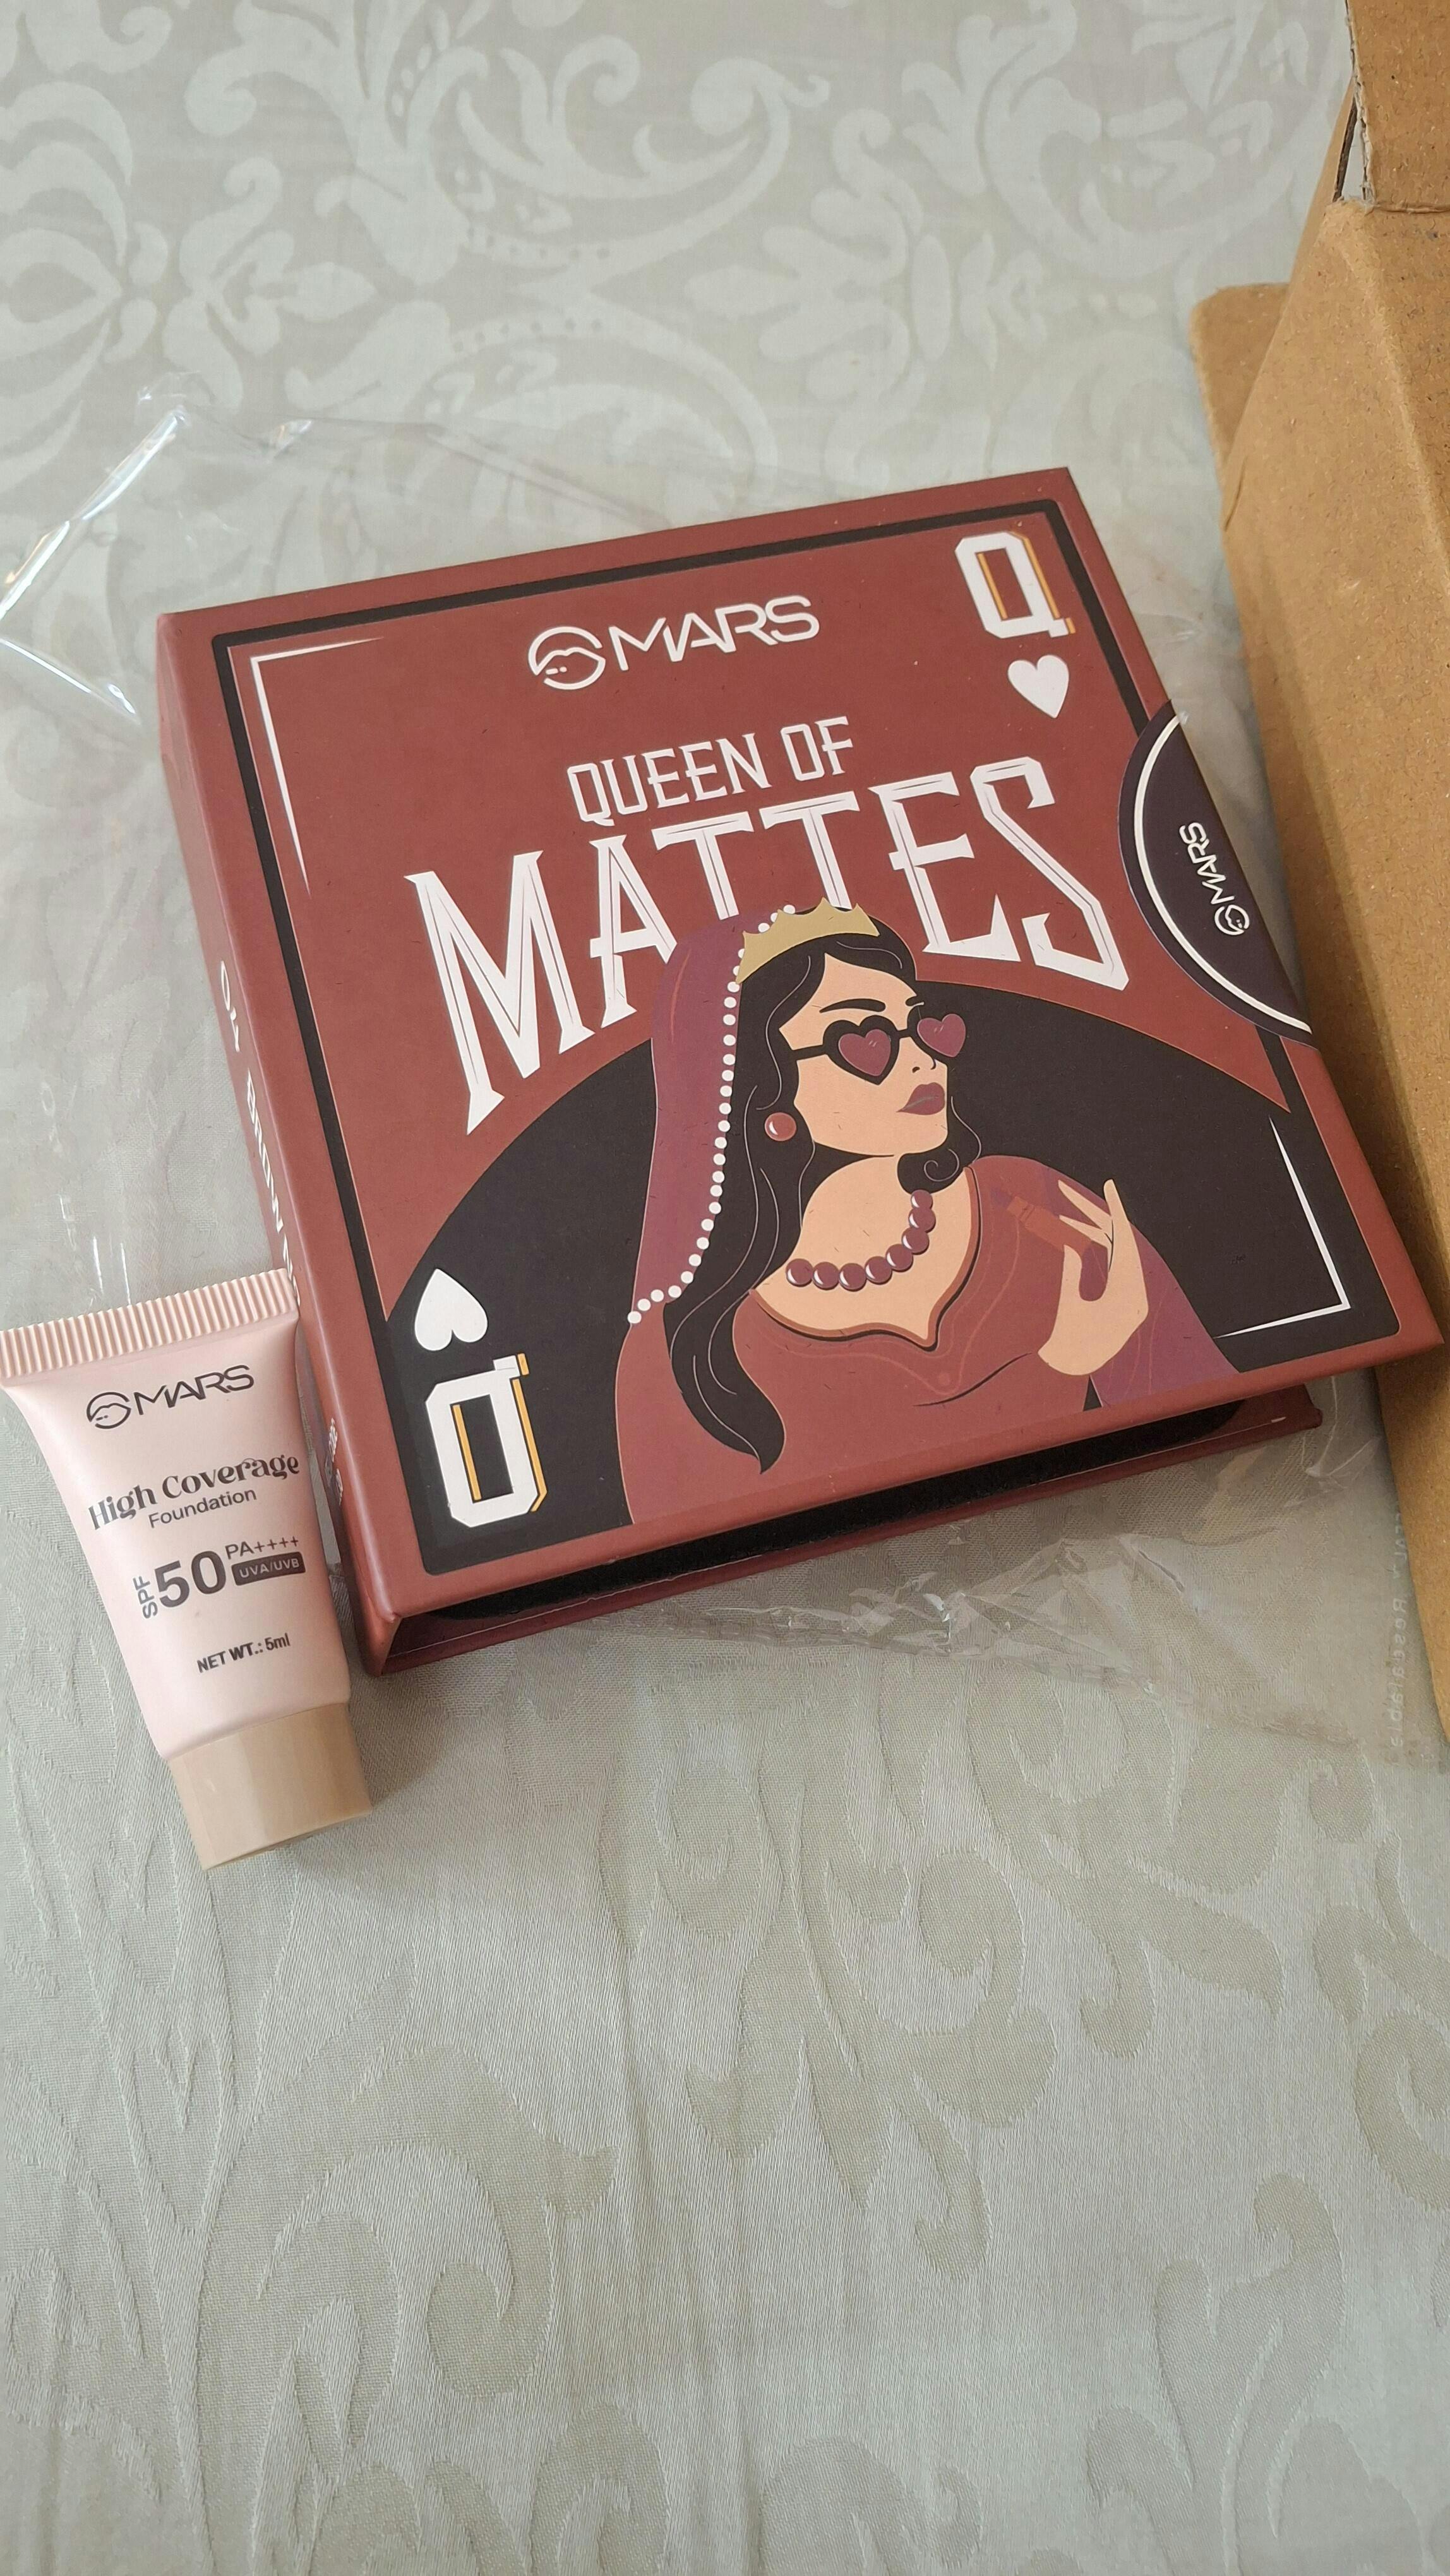 MARS
Q
QUEEN OF
MATTES
MARS
Q
MARS
High Coverage
Foundation
SPF 50 PA++++
UVA/UVB
NET WT.: 5ml